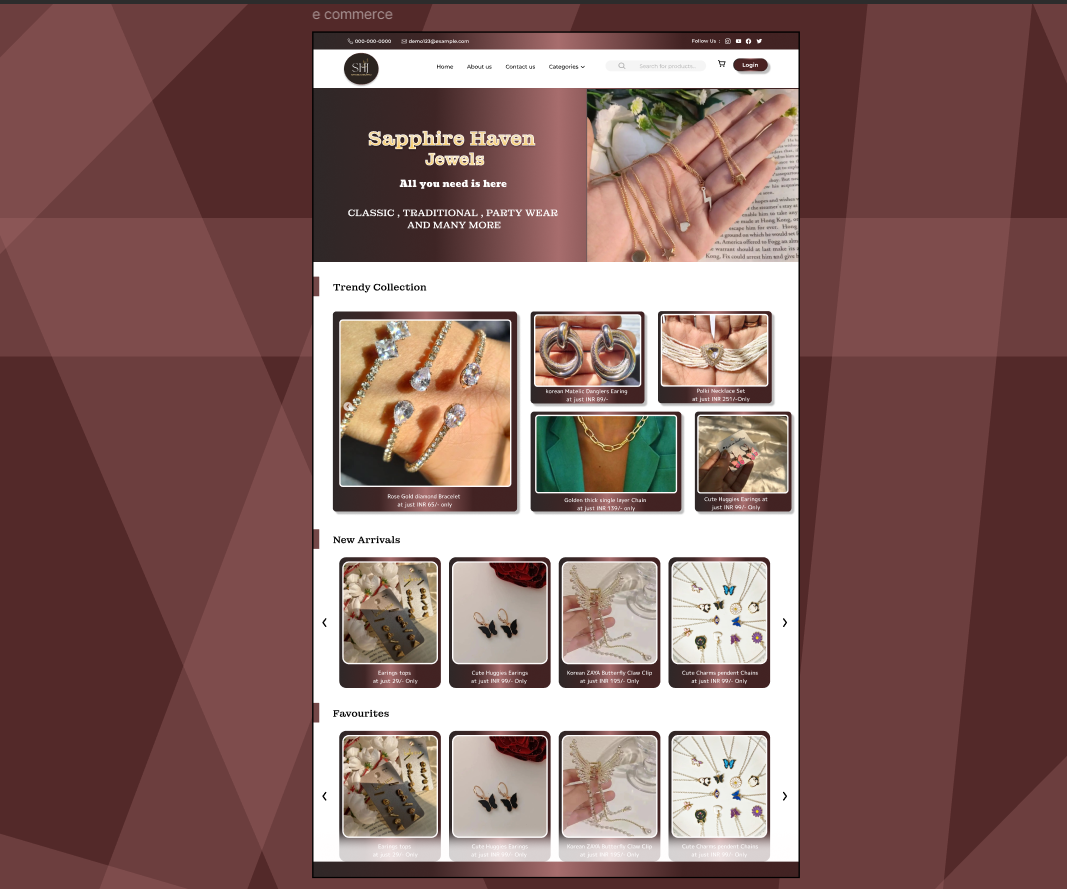 e commerce
000-000-0000
demo123@example.com
Follow Us :
SHJ
Home
About us
Contact us
Categories
Search for products..
Login
Sapphire Haven
Jewels
All you need is here
CLASSIC , TRADITIONAL , PARTY WEAR
AND MANY MORE
Trendy Collection
Rose Gold diamond Bracelet
at just INR 65/- only
korean Matelic Danglers Earing
at just INR 89/-
Polki Necklace Set
at just INR 251/-Only
Golden thick single layer Chain
at just INR 139/- only
Cute Huggies Earings at
just INR 99/- Only
New Arrivals
Earings tops
at just 29/- Only
Cute Huggies Earings
at just INR 99/- Only
Korean ZAYA Butterfly Claw Clip
at just INR 195/- Only
Cute Charms pendent Chains
at just INR 99/- Only
Favourites
Earings tops
at just 29/- Only
Cute Huggies Earings
at just INR 99/- Only
Korean ZAYA Butterfly Claw Clip
at just INR 195/- Only
Cute Charms pendent Chains
at just INR 99/- Only